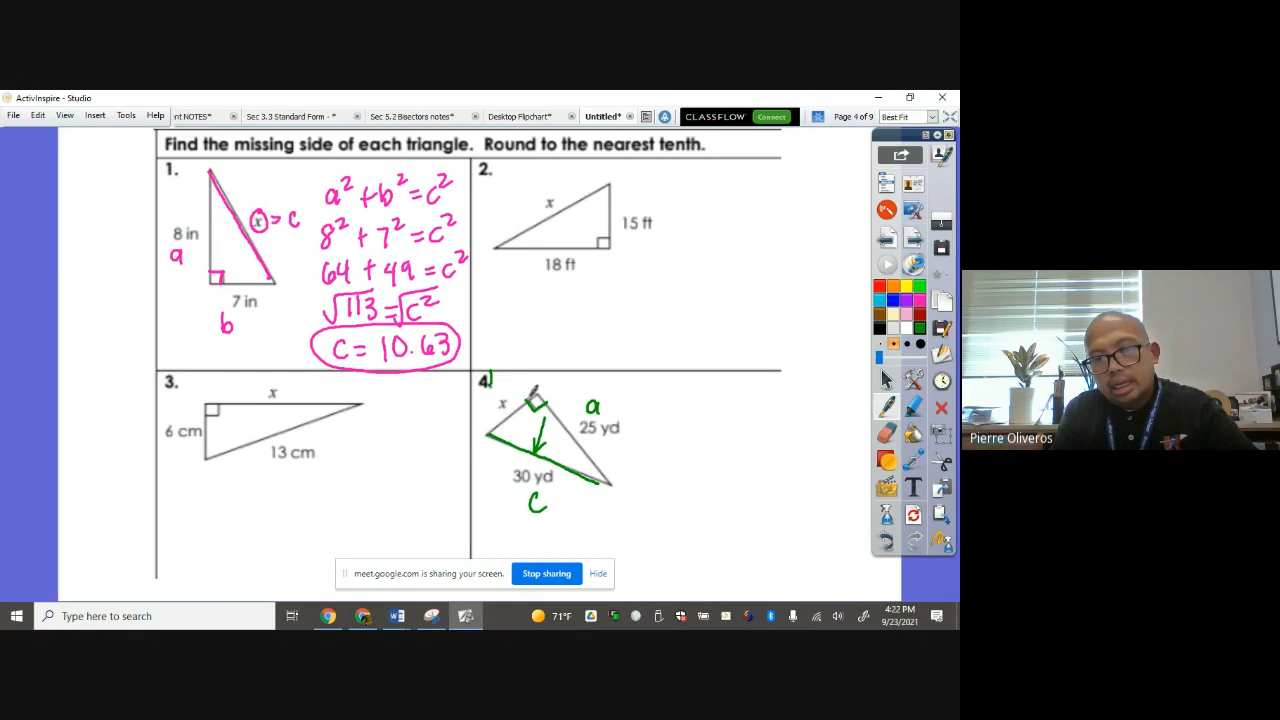 ActivInspire - Studio
File Edit View Insert Tools Help
nt NOTES* Sec 3.3 Standard Form - * Sec 5.2 Bisectors notes* Desktop Flipchart* Untitled* CLASSFLOW Connect Page 4 of 9 Best Fit
Find the missing side of each triangle. Round to the nearest tenth.
1.
x = c
8 in
a
7 in
b
a² + b² = c²
8² + 7² = c²
64 + 49 = c²
√113 = √c²
c = 10.63
2.
x
15 ft
18 ft
3.
x
6 cm
13 cm
4.
x
a
25 yd
30 yd
C
T
Pierre Oliveros
meet.google.com is sharing your screen. Stop sharing Hide
Type here to search
71°F
4:22 PM
9/23/2021